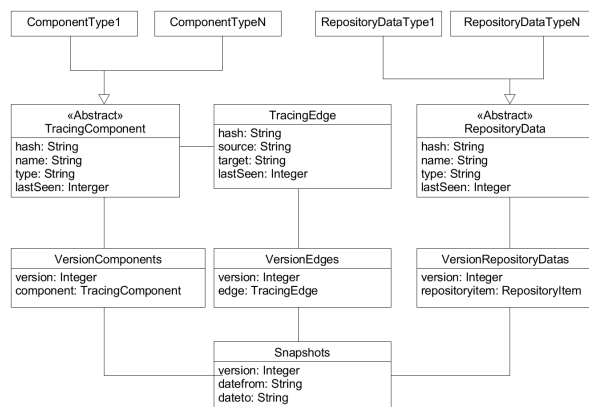 ComponentType1
ComponentTypeN
RepositoryDataType1
RepositoryDataTypeN
«Abstract»
TracingComponent
hash: String
name: String
type: String
lastSeen: Interger
TracingEdge
hash: String
source: String
target: String
lastSeen: Integer
«Abstract»
RepositoryData
hash: String
name: String
type: String
lastSeen: Integer
VersionComponents
version: Integer
component: TracingComponent
VersionEdges
version: Integer
edge: TracingEdge
VersionRepositoryDatas
version: Integer
repositoryitem: RepositoryItem
Snapshots
version: Integer
datefrom: String
dateto: String